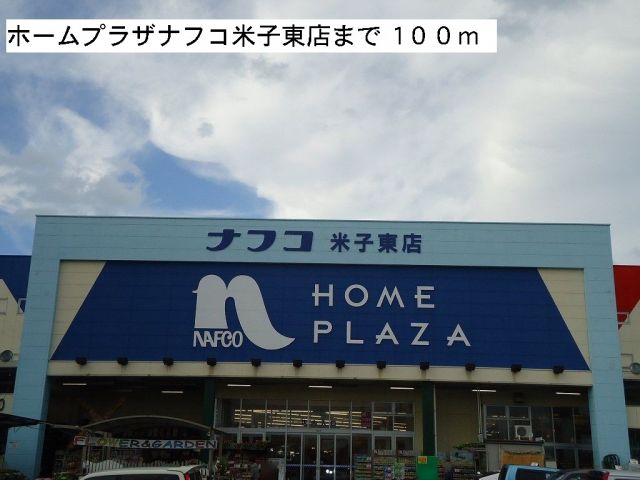 ホームプラザナフコ米子東店まで １００ｍ
ナフコ 米子東店
HOME
NAFCO
PLAZA
FLOWER&GARDEN